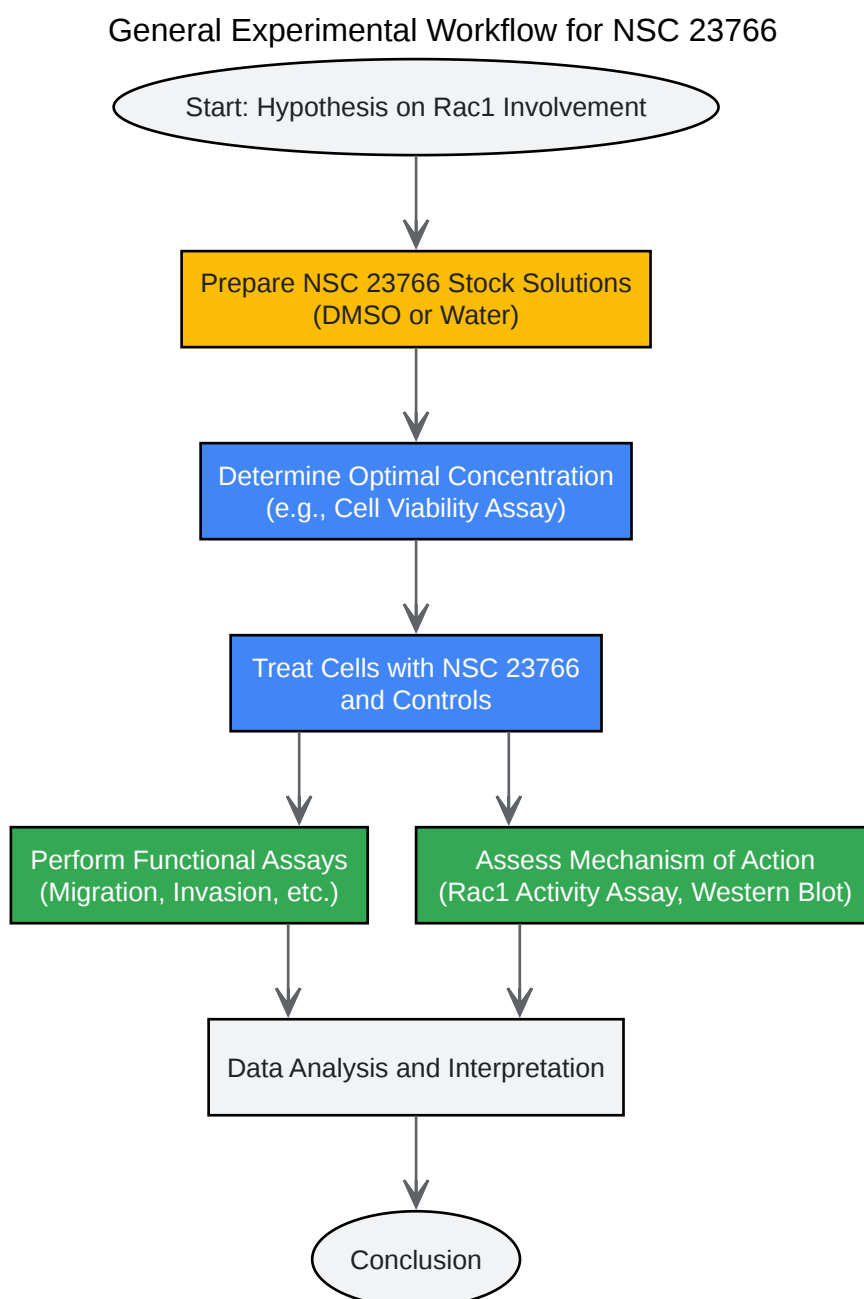 General Experimental Workflow for NSC 23766
Start: Hypothesis on Rac1 Involvement
Prepare NSC 23766 Stock Solutions
(DMSO or Water)
Determine Optimal Concentration
(e.g., Cell Viability Assay)
Treat Cells with NSC 23766
and Controls
Perform Functional Assays
(Migration, Invasion, etc.)
Assess Mechanism of Action
(Rac1 Activity Assay, Western Blot)
Data Analysis and Interpretation
Conclusion